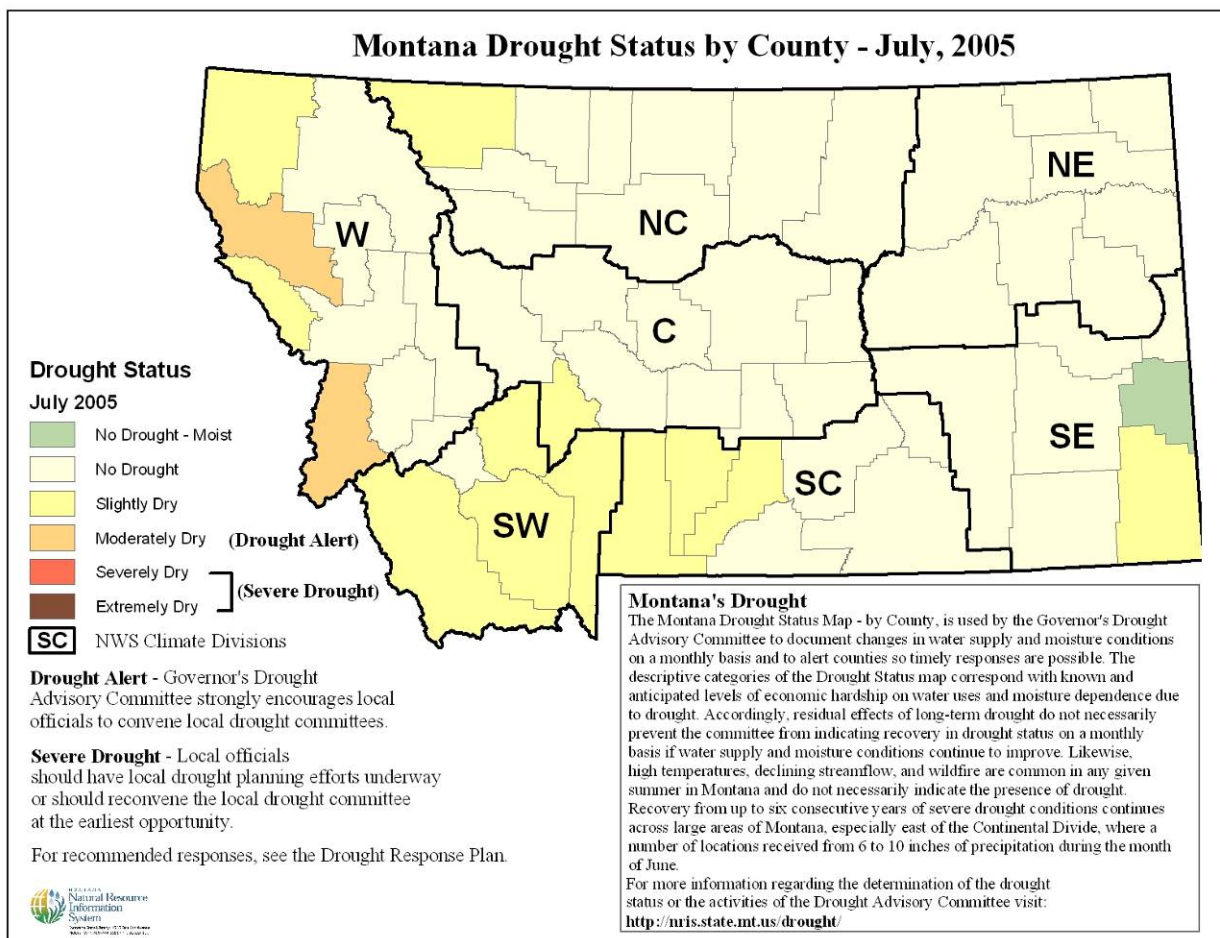 Montana Drought Status by County - July, 2005
NE
W
NC
C
SE
SC
SW
Drought Status
July 2005
No Drought - Moist
No Drought
Slightly Dry
Moderately Dry (Drought Alert)
Severely Dry
(Severe Drought)
Extremely Dry
SC NWS Climate Divisions
Drought Alert - Governor's Drought
Advisory Committee strongly encourages local
officials to convene local drought committees.
Severe Drought - Local officials
should have local drought planning efforts underway
or should reconvene the local drought committee
at the earliest opportunity.
For recommended responses, see the Drought Response Plan.
Montana's Drought
The Montana Drought Status Map - by County, is used by the Governor's Drought
Advisory Committee to document changes in water supply and moisture conditions
on a monthly basis and to alert counties so timely responses are possible. The
descriptive categories of the Drought Status map correspond with known and
anticipated levels of economic hardship on water uses and moisture dependence due
to drought. Accordingly, residual effects of long-term drought do not necessarily
prevent the committee from indicating recovery in drought status on a monthly
basis if water supply and moisture conditions continue to improve. Likewise,
high temperatures, declining streamflow, and wildfire are common in any given
summer in Montana and do not necessarily indicate the presence of drought.
Recovery from up to six consecutive years of severe drought conditions continues
across large areas of Montana, especially east of the Continental Divide, where a
number of locations received from 6 to 10 inches of precipitation during the month
of June.
For more information regarding the determination of the drought
status or the activities of the Drought Advisory Committee visit:
http://nris.state.mt.us/drought/
MONTANA
Natural Resource
Information
System